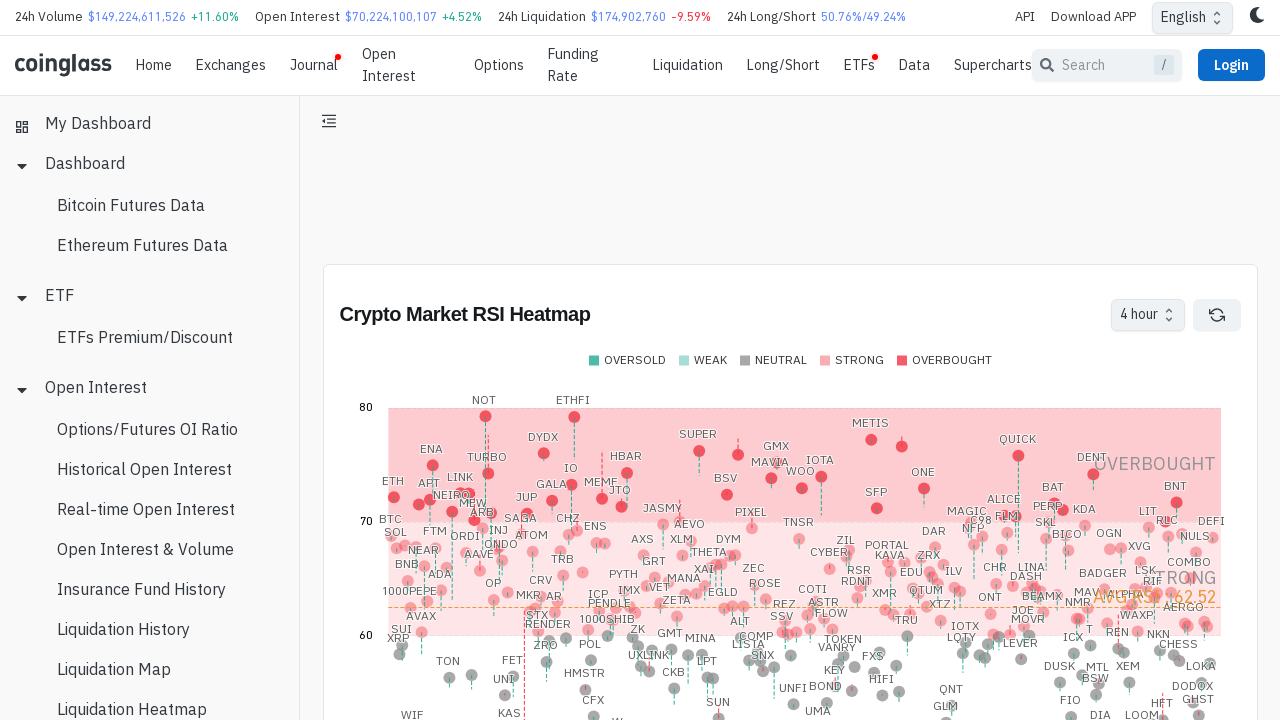 24h Volume $149,224,611,526 +11.60% Open Interest $70,224,100,107 +4.52% 24h Liquidation $174,902,760 -9.59% 24h Long/Short 50.76%/49.24% API Download APP English
coinglass Home Exchanges Journal Open Interest Options Funding Rate Liquidation Long/Short ETFs Data Supercharts Search / Login
My Dashboard
Dashboard
Bitcoin Futures Data
Ethereum Futures Data
ETF
ETFs Premium/Discount
Open Interest
Options/Futures OI Ratio
Historical Open Interest
Real-time Open Interest
Open Interest & Volume
Insurance Fund History
Liquidation History
Liquidation Map
Liquidation Heatmap
Crypto Market RSI Heatmap 4 hour
OVERSOLD WEAK NEUTRAL STRONG OVERBOUGHT
80
NOT ETHFI
METIS
DYDX SUPER QUICK
ENA TURBO HBAR GMX
IO MAVIA WOO IOTA DENT OVERBOUGHT
ETH APT LINK GALA MEME BSV ONE
NEIRO JUP JTO SFP ALICE BAT BNT
70
BTC SOL FTM ARB SAGA CHZ JASMY PIXEL MAGIC PERP KDA LIT RLC DEFI
ORDI INJ ATOM ENS AXS AEVO XLM DYM TNSR ZIL DAR NFP C98 SKL BICO OGN NULS
NEAR ONDO TRB GRT THETA CYBER PORTAL KAVA ZRX XVG
BNB ADA AAVE PYTH XAI ZEC RSR EDU ILV CHR LINA BADGER LSK COMBO
1000PEPE OP CRV IMX VET MANA EGLD ROSE COTI RDNT XMR QTUM DASH RIF
MKR ICP PENDLE ZETA ONT BEAMX NMR
AVG RSI : 62.52
AVAX STX 1000SHIB ALT REZ SSV ASTR FLOW TRU XTZ IOTX JOE MOVR WAXP AERGO
60
SUI XRP RENDER ZK GMT MINA COMP TOKEN LQTY LEVER ICX REN NKN
ZRO POL LISTA VANRY CHESS
TON FET HMSTR CKB LPT SNX KEY FXS DUSK MTL XEM LOKA
UNI UNFI BOND HIFI QNT BSW DODOX
WIF KAS CFX SUN UMA GLM FIO DIA LOOM HFT GHST